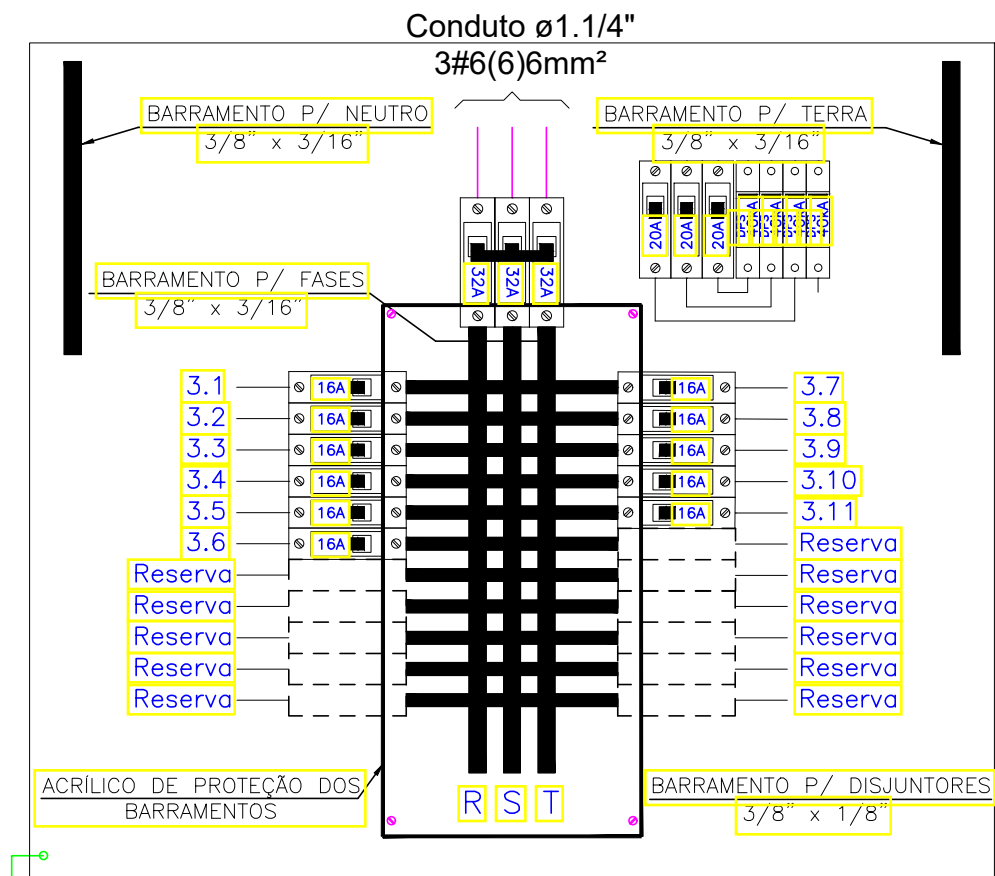 Conduto ø1.1/4"
3#6(6)6mm²
BARRAMENTO P/ NEUTRO
3/8" x 3/16"
BARRAMENTO P/ TERRA
3/8" x 3/16"
20A
20A
20A
BARRAMENTO P/ FASES
3/8" x 3/16"
32A
32A
32A
3.1
16A
16A
3.7
3.2
16A
16A
3.8
3.3
16A
16A
3.9
3.4
16A
16A
3.10
3.5
16A
16A
3.11
3.6
16A
Reserva
Reserva
Reserva
Reserva
Reserva
Reserva
Reserva
Reserva
Reserva
Reserva
Reserva
ACRÍLICO DE PROTEÇÃO DOS
BARRAMENTOS
R S T
BARRAMENTO P/ DISJUNTORES
3/8" x 1/8"